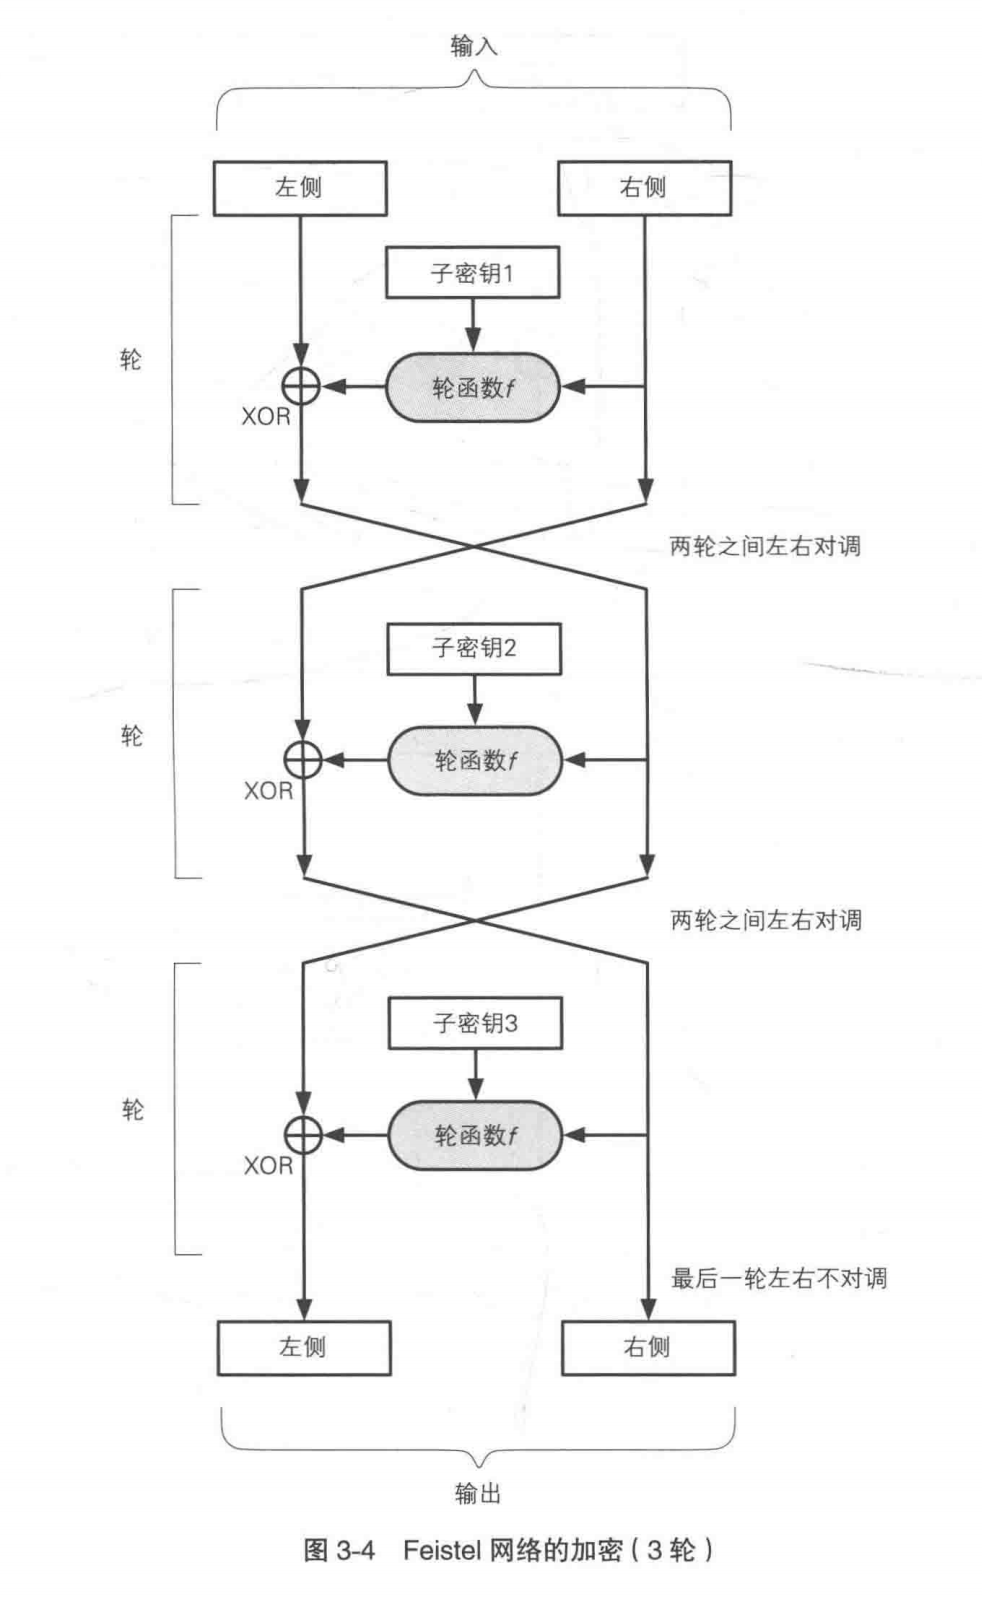 输入
左侧
右侧
子密钥1
轮
轮函数f
XOR
两轮之间左右对调
子密钥2
轮
轮函数f
XOR
两轮之间左右对调
子密钥3
轮
轮函数f
XOR
最后一轮左右不对调
左侧
右侧
输出
图 3-4 Feistel 网络的加密（3 轮）